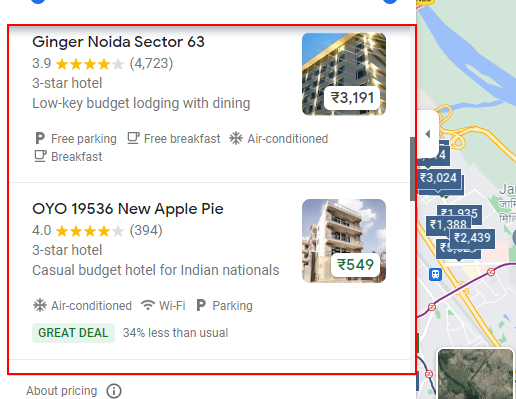 Ginger Noida Sector 63
3.9 (4,723)
3-star hotel
Low-key budget lodging with dining
₹3,191
Free parking Free breakfast Air-conditioned
Breakfast
OYO 19536 New Apple Pie
4.0 (394)
3-star hotel
Casual budget hotel for Indian nationals
₹549
Air-conditioned Wi-Fi Parking
GREAT DEAL 34% less than usual
About pricing
₹3,024
₹1,935
₹1,388
₹2,439